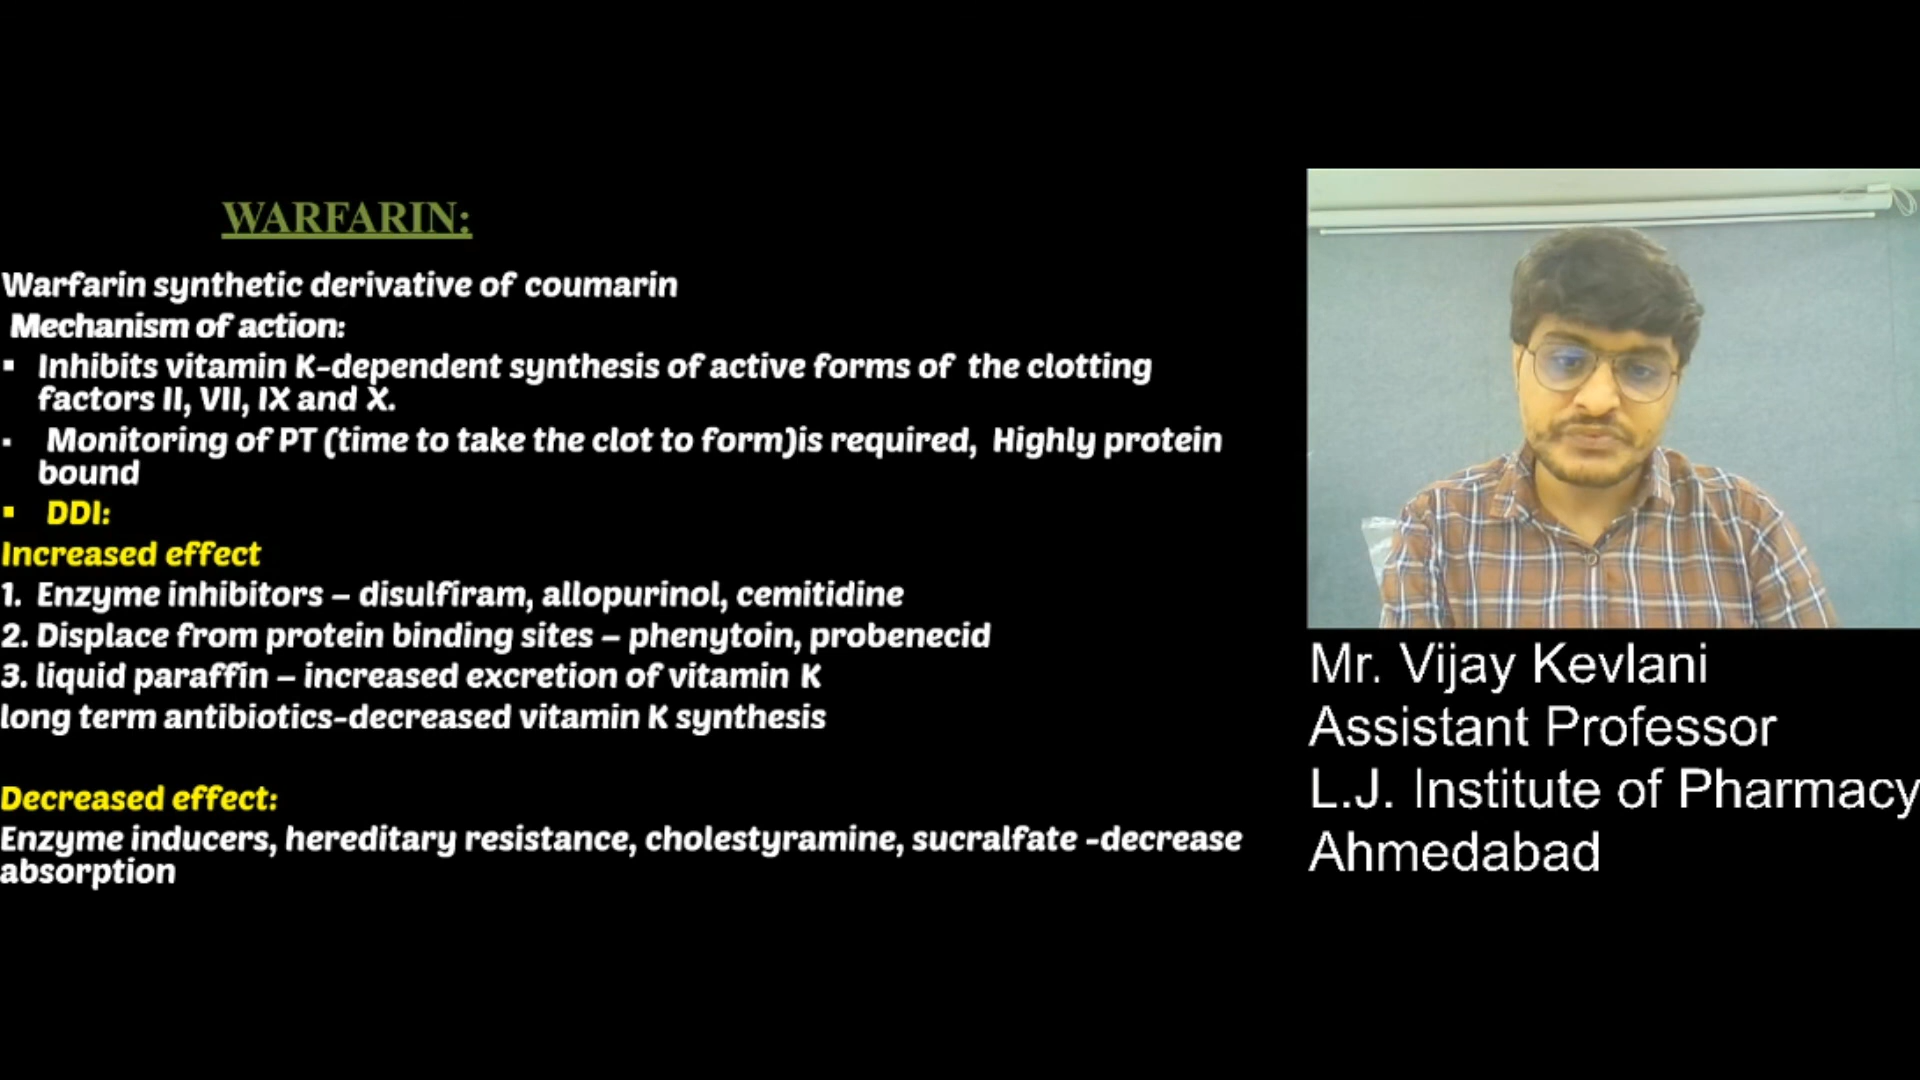 WARFARIN:
Warfarin synthetic derivative of coumarin
Mechanism of action:
▪ Inhibits vitamin K-dependent synthesis of active forms of the clotting
factors II, VII, IX and X.
▪ Monitoring of PT (time to take the clot to form)is required, Highly protein
bound
▪ DDI:
Increased effect
1. Enzyme inhibitors – disulfiram, allopurinol, cemitidine
2. Displace from protein binding sites – phenytoin, probenecid
3. liquid paraffin – increased excretion of vitamin K
long term antibiotics-decreased vitamin K synthesis
Decreased effect:
Enzyme inducers, hereditary resistance, cholestyramine, sucralfate -decrease
absorption
Mr. Vijay Kevlani
Assistant Professor
L.J. Institute of Pharmacy
Ahmedabad